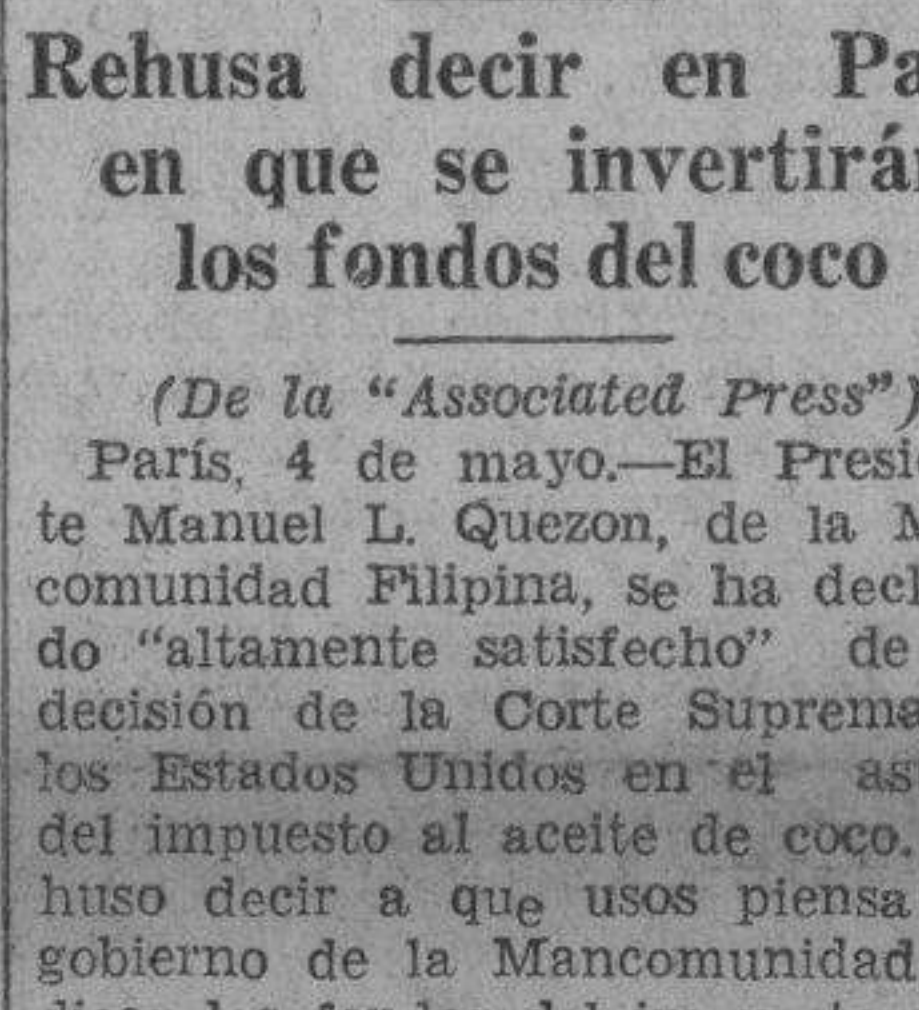 Rehusa decir en Pa
en que se invertirá
los fondos del coco
(De la “Associated Press”)
París, 4 de mayo.—El Presi
te Manuel L. Quezon, de la M
comunidad Filipina, se ha decl
do “altamente satisfecho” de
decisión de la Corte Suprema
los Estados Unidos en el as
del impuesto al aceite de coco.
huso decir a que usos piensa
gobierno de la Mancomunidad